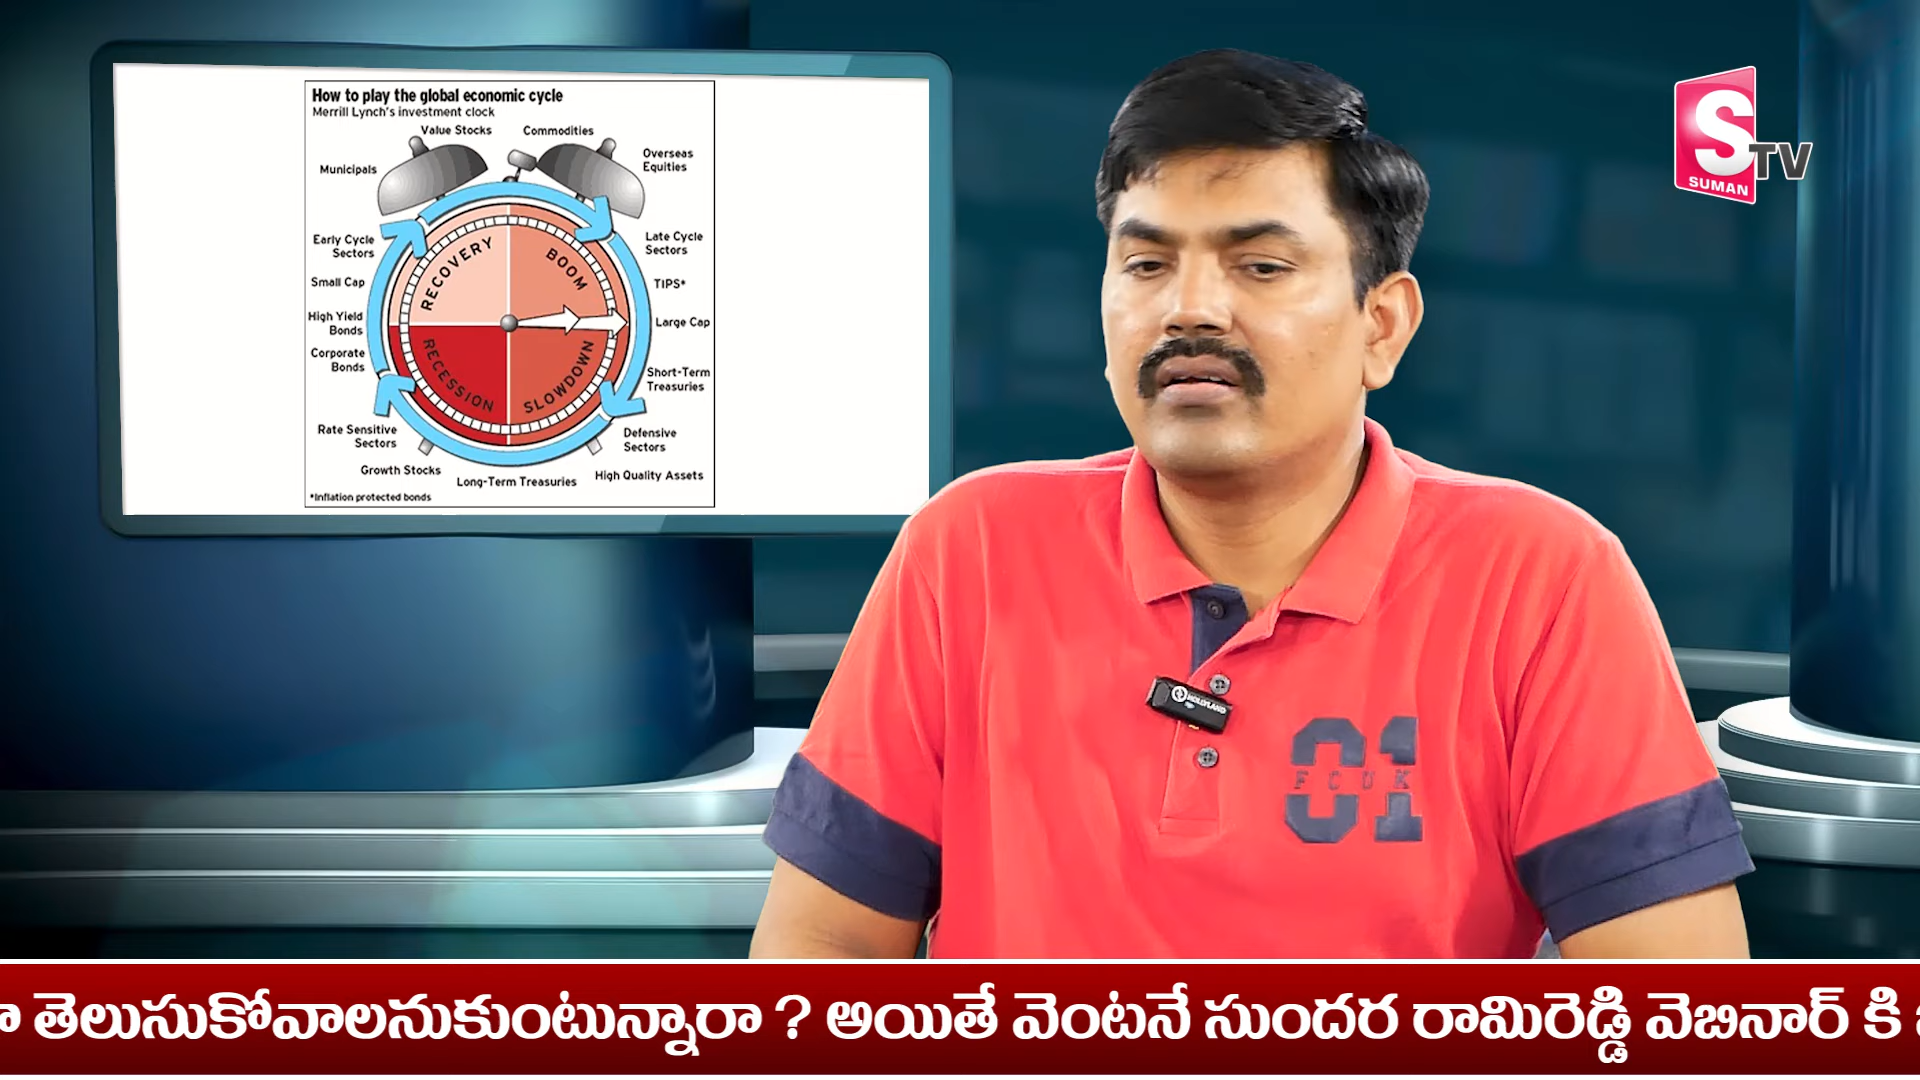 How to play the global economic cycle
Merrill Lynch's investment clock
Value Stocks
Commodities
Municipals
Overseas
Equities
Early Cycle
Sectors
Late Cycle
Sectors
Small Cap
TIPS*
High Yield
Bonds
Large Cap
Corporate
Bonds
Short-Term
Treasuries
Rate Sensitive
Sectors
Defensive
Sectors
Growth Stocks
Long-Term Treasuries
High Quality Assets
*Inflation protected bonds
RECOVERY
BOOM
RECESSION
SLOWDOWN
S TV
SUMAN
HOLLYLAND
01
FCUK
తెలుసుకోవాలనుకుంటున్నారా ? అయితే వెంటనే సుందర రామిరెడ్డి వెబినార్ కి